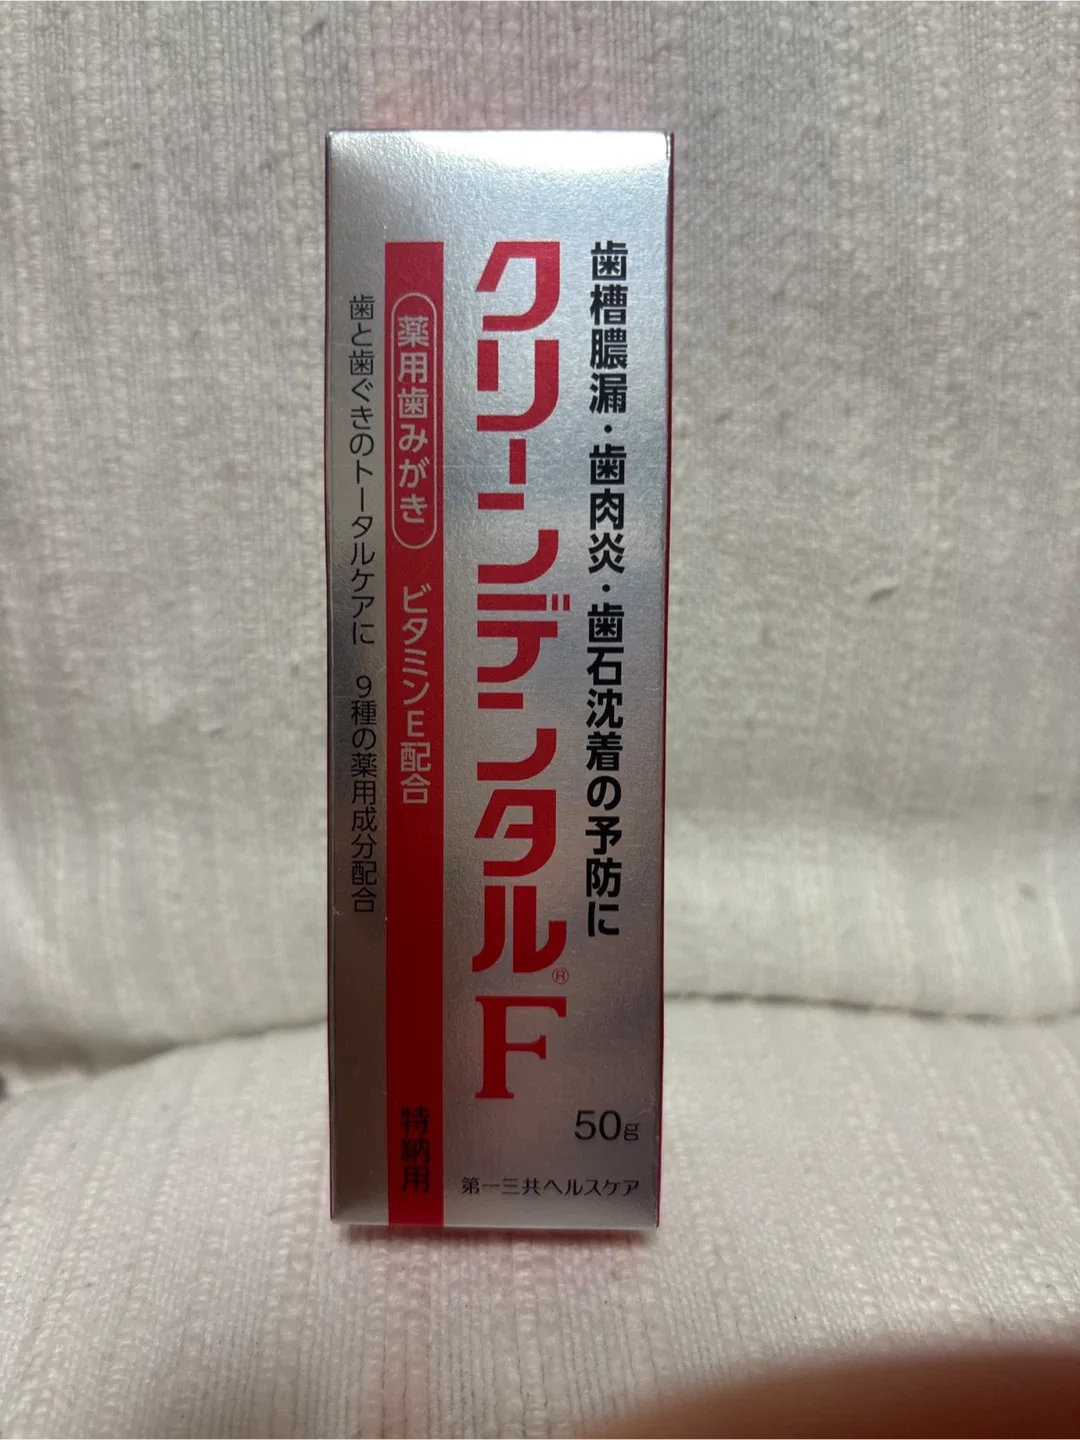 歯槽膿漏・歯肉炎・歯石沈着の予防に
クリーンデンタル®F
薬用歯みがき ビタミンE配合
特納用
歯と歯ぐきのトータルケアに 9種の薬用成分配合
50g
第一三共ヘルスケア